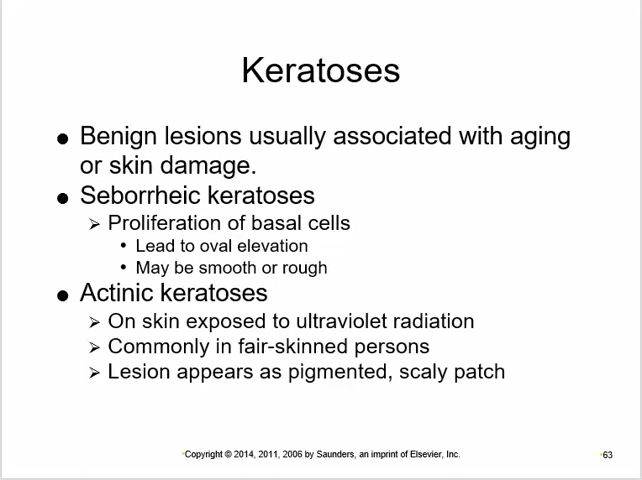 Keratoses
● Benign lesions usually associated with aging
or skin damage.
● Seborrheic keratoses
➢ Proliferation of basal cells
• Lead to oval elevation
• May be smooth or rough
● Actinic keratoses
➢ On skin exposed to ultraviolet radiation
➢ Commonly in fair-skinned persons
➢ Lesion appears as pigmented, scaly patch
•Copyright © 2014, 2011, 2006 by Saunders, an imprint of Elsevier, Inc.
•63